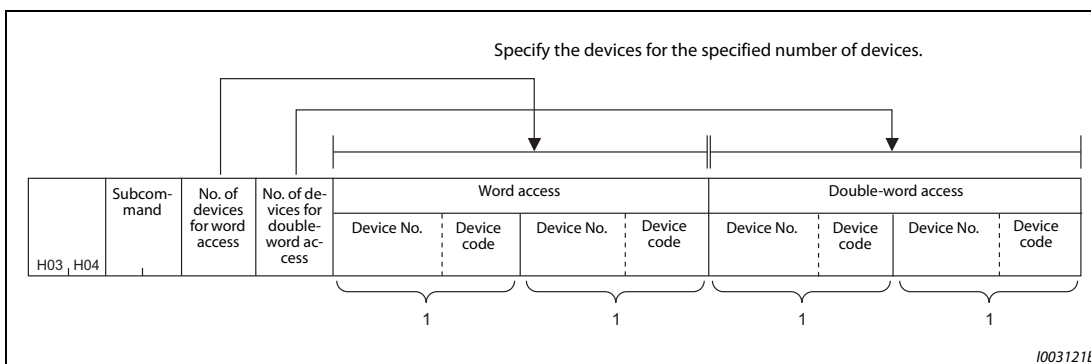 Specify the devices for the specified number of devices.
Subcom-
mand
No. of
devices
for word
access
No. of de-
vices for
double-
word ac-
cess
Word access
Double-word access
Device No.
Device
code
Device No.
Device
code
Device No.
Device
code
Device No.
Device
code
H03 H04
1
1
1
1